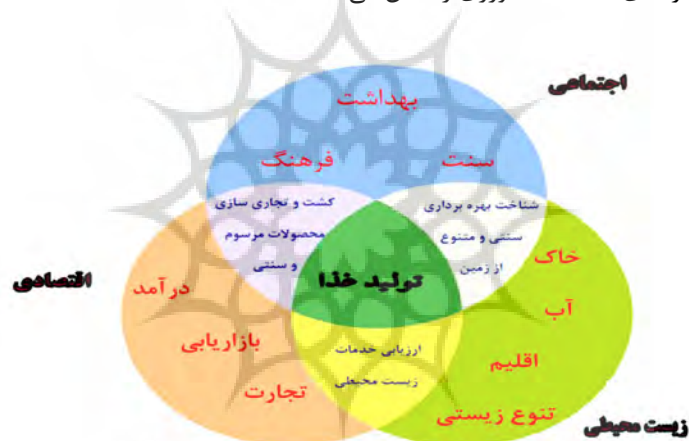 اجتماعی
بهداشت
سنت
فرهنگ
شناخت بهره برداری
سنتی و متنوع
از زمین
کشت و تجاری سازی
محصولات مرسوم
و سنتی
خاک
آب
اقلیم
تنوع زیستی
زیست محیطی
تولید خذا
اقتصادی
درآمد
بازاریابی
تجارت
ارزیابی خدمات
زیست محیطی